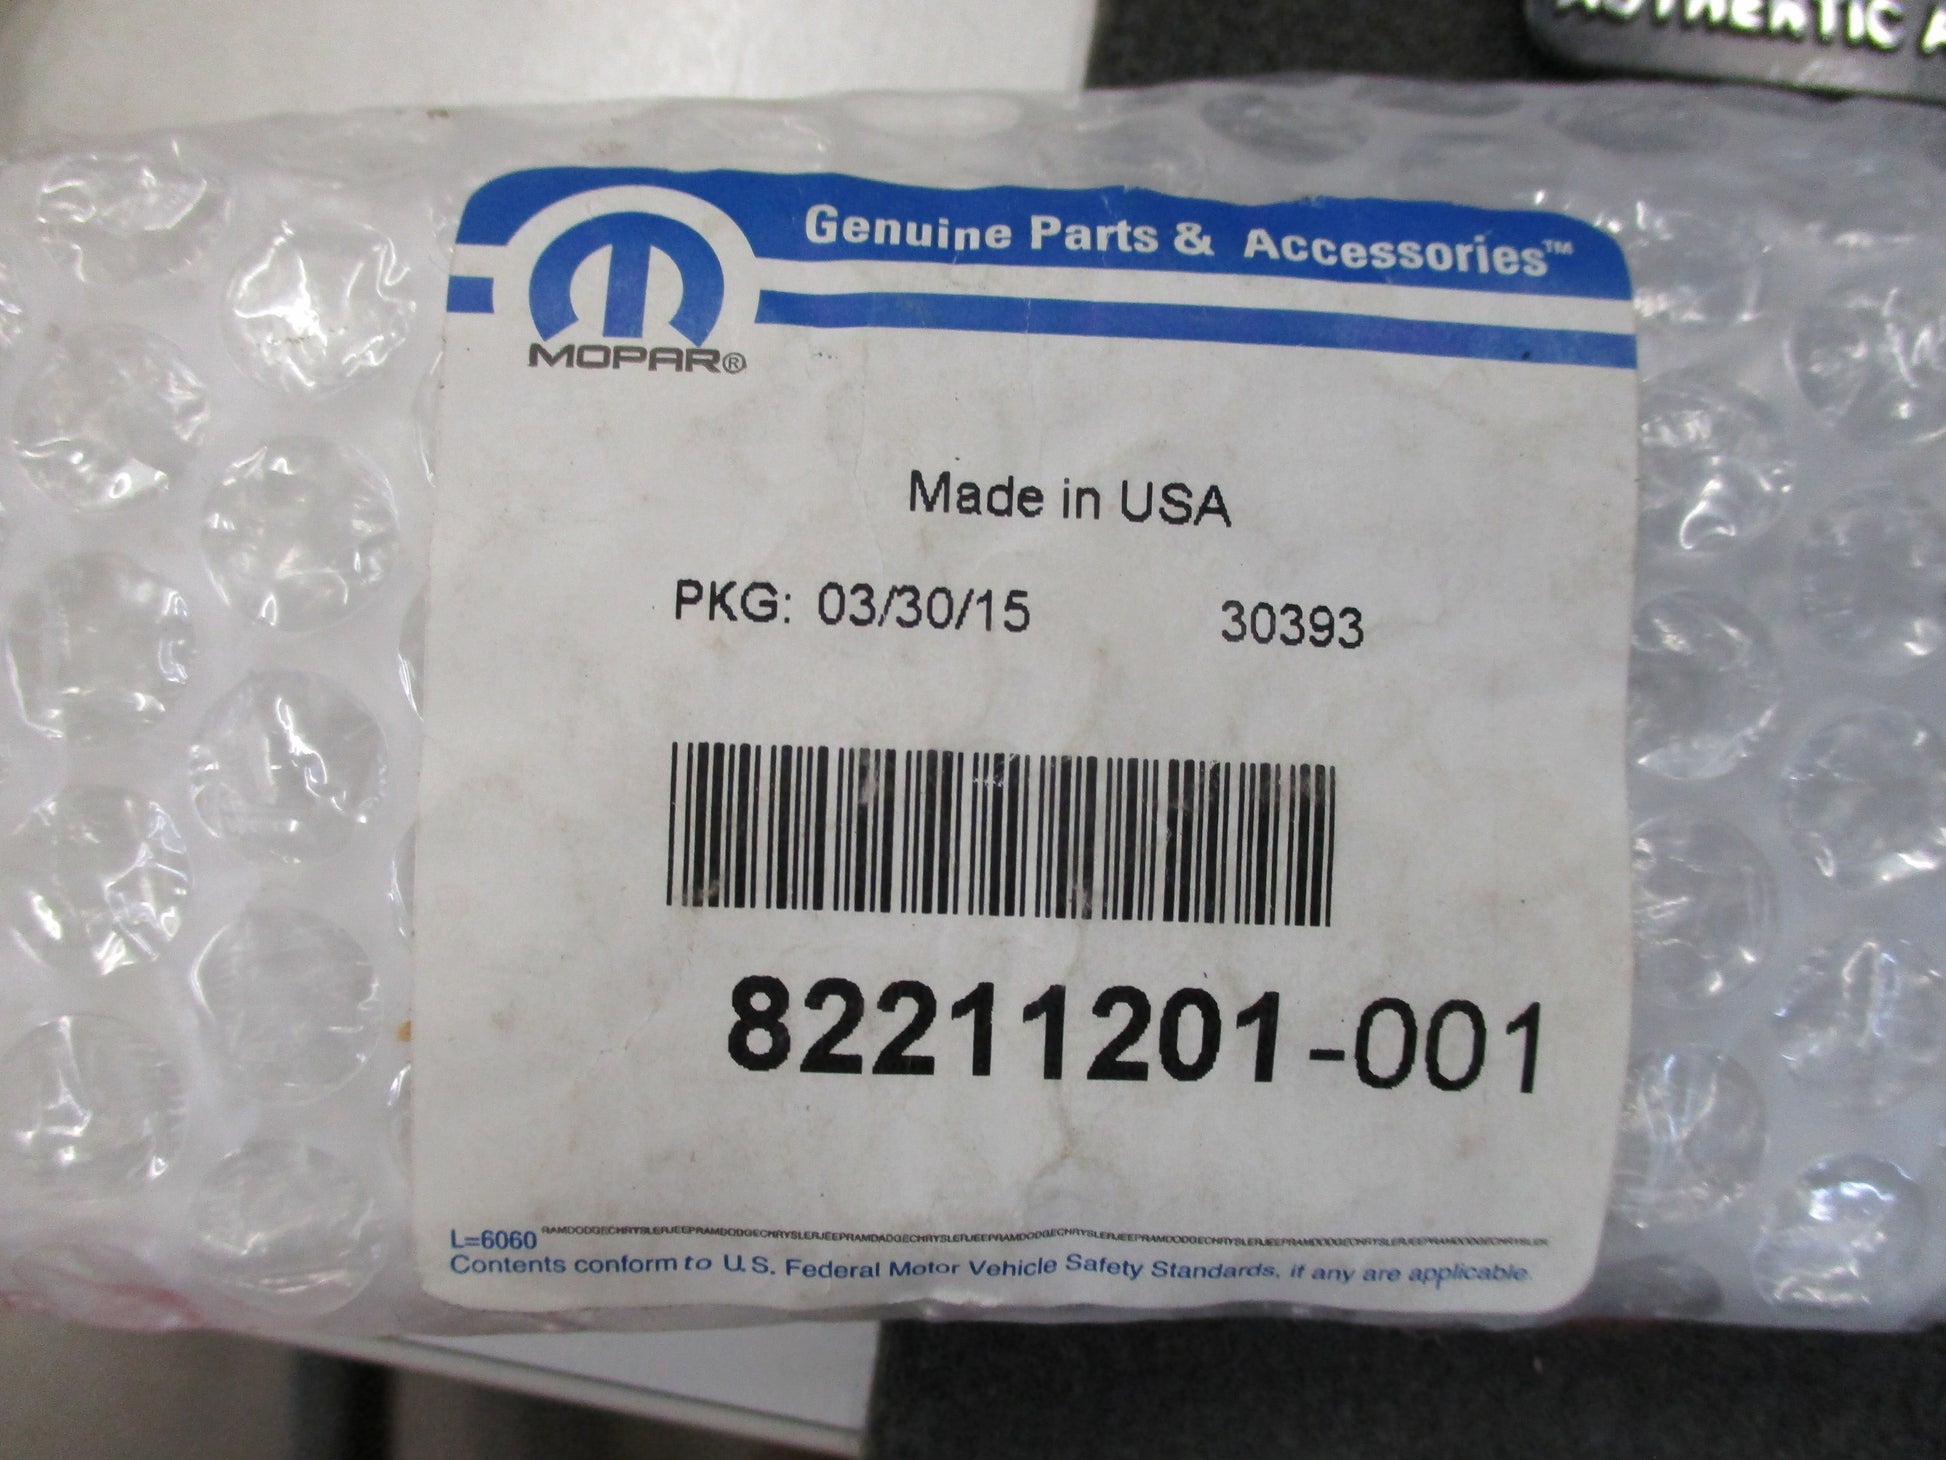 AUTHENTIC A
Genuine Parts & Accessories™
MOPAR®
Made in USA
PKG: 03/30/15 30393
82211201-001
L=6060
Contents conform to U.S. Federal Motor Vehicle Safety Standards, if any are applicable.